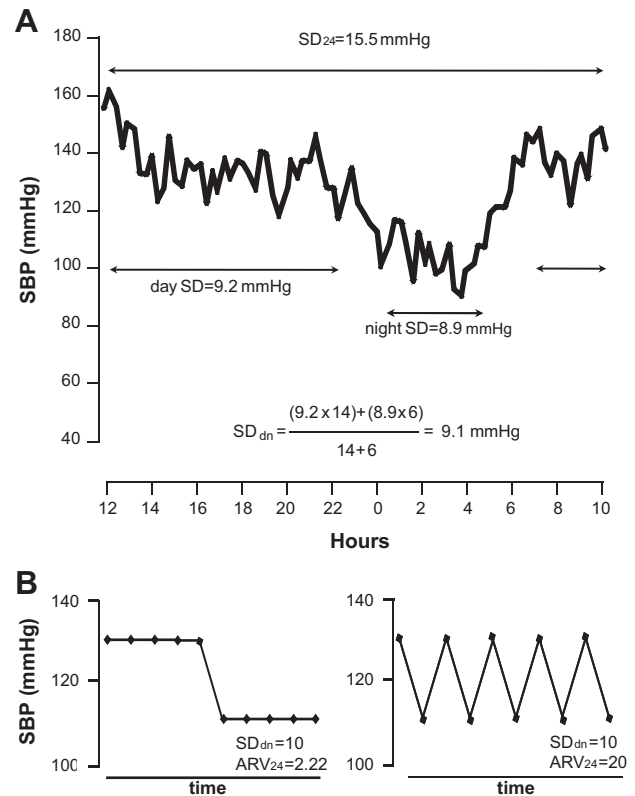 A
180
160
140
120
100
80
60
40
SBP (mmHg)
SD24=15.5 mmHg
day SD=9.2 mmHg
night SD=8.9 mmHg
(9.2 x 14)+(8.9 x 6)
SDdn= = 9.1 mmHg
14+6
12 14 16 18 20 22 0 2 4 6 8 10
Hours
B
140
120
100
SBP (mmHg)
SDdn=10
ARV24=2.22
time
140
120
100
SDdn=10
ARV24=20
time